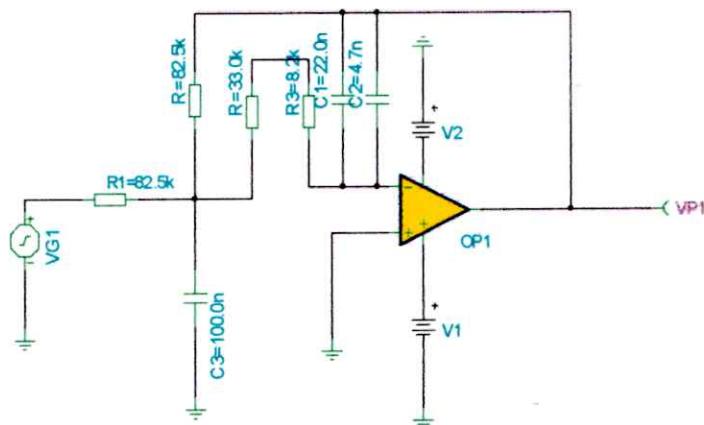 R=82.5k
R=33.0k
R3=8.2k
C1=22.0n
C2=4.7n
V2
R1=82.5k
VG1
OP1
VP1
C3=100.0n
V1